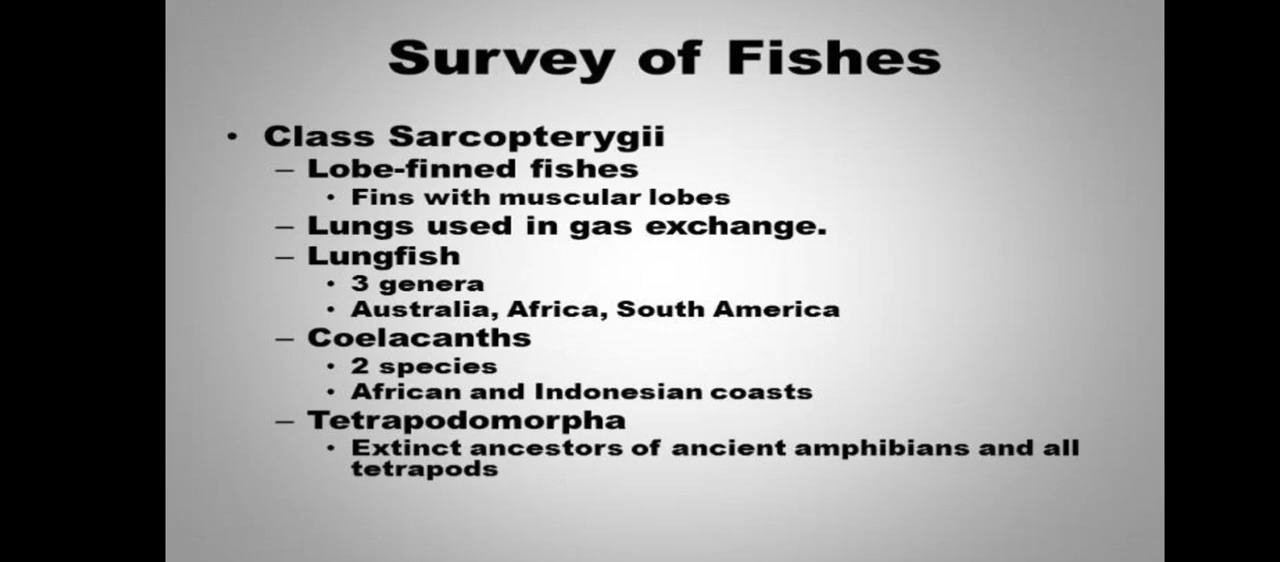 Survey of Fishes
• Class Sarcopterygii
– Lobe-finned fishes
• Fins with muscular lobes
– Lungs used in gas exchange.
– Lungfish
• 3 genera
• Australia, Africa, South America
– Coelacanths
• 2 species
• African and Indonesian coasts
– Tetrapodomorpha
• Extinct ancestors of ancient amphibians and all
tetrapods